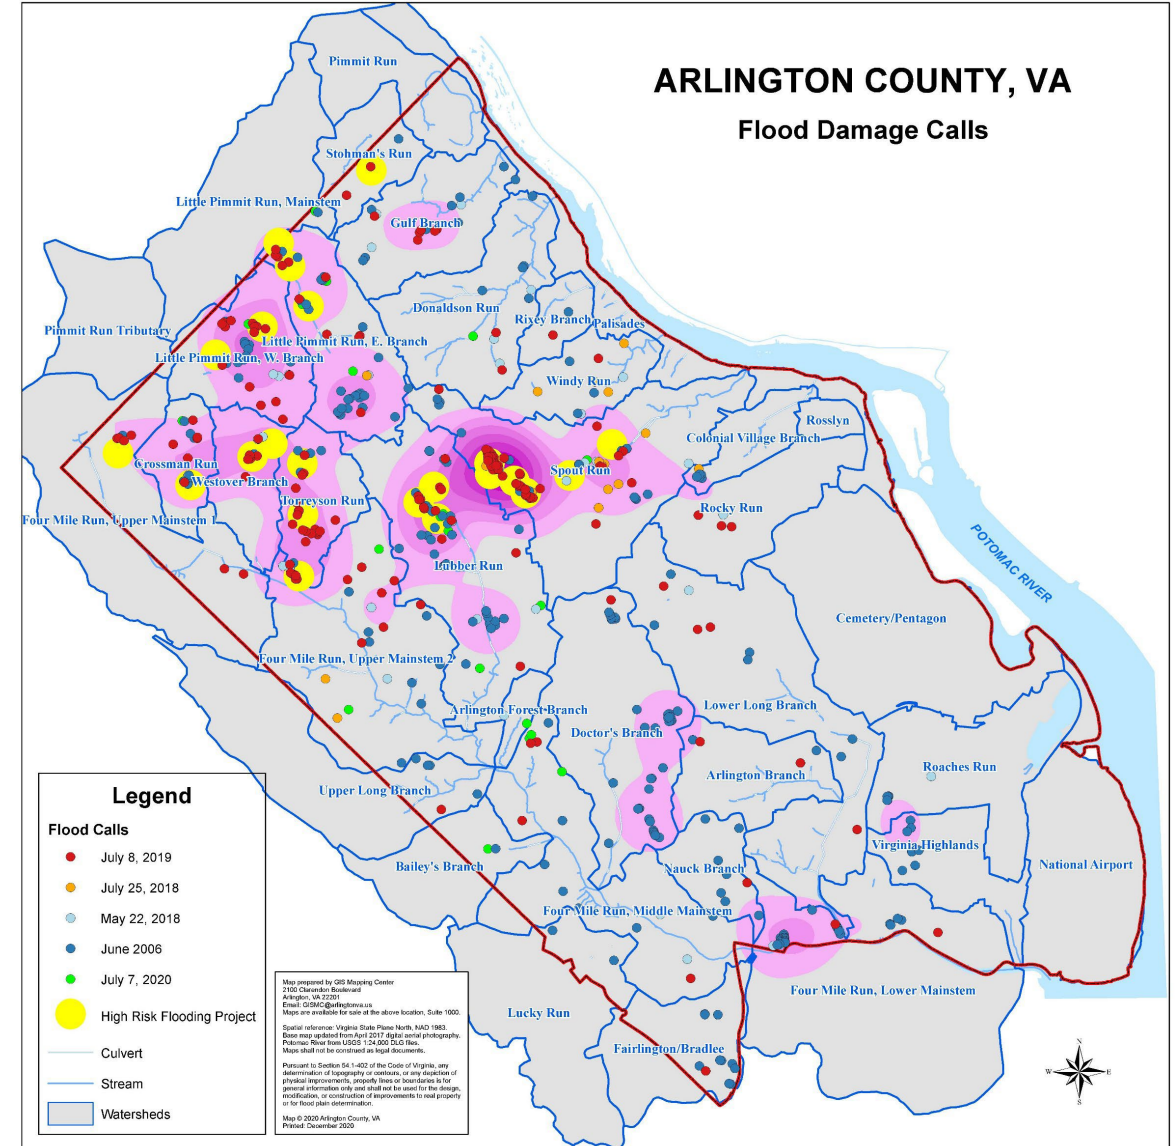 ARLINGTON COUNTY, VA
Flood Damage Calls
Pimmit Run
Stohman's Run
Little Pimmit Run, Mainstem
Gulf Branch
Donaldson Run
Rixey Branch
Palisades
Pimmit Run Tributary
Little Pimmit Run, E. Branch
Little Pimmit Run, W. Branch
Windy Run
Rosslyn
Colonial Village Branch
Crossman Run
Spout Run
Westover Branch
Torreyson Run
Rocky Run
Four Mile Run, Upper Mainstem 1
POTOMAC RIVER
Lubber Run
Cemetery/Pentagon
Four Mile Run, Upper Mainstem 2
Arlington Forest Branch
Lower Long Branch
Doctor's Branch
Roaches Run
Arlington Branch
Upper Long Branch
Virginia Highlands
National Airport
Bailey's Branch
Nauck Branch
Four Mile Run, Middle Mainstem
Four Mile Run, Lower Mainstem
Lucky Run
Fairlington/Bradlee
Legend
Flood Calls
July 8, 2019
July 25, 2018
May 22, 2018
June 2006
July 7, 2020
High Risk Flooding Project
Culvert
Stream
Watersheds
Map prepared by GIS Mapping Center
2100 Clarendon Boulevard
Arlington, VA 22201
Email: GISMC@arlingtonva.us
Maps are available for sale at the above location, Suite 1000.
Spatial reference: Virginia State Plane North, NAD 1983.
Base map updated from April 2017 digital aerial photography.
Potomac River from USGS 1:24,000 DLG files.
Maps shall not be construed as legal documents.
Pursuant to Section 54.1-402 of the Code of Virginia, any
determination of topography or contours, or any depiction of
physical improvements, property lines or boundaries is for
general information only and shall not be used for the design,
modification, or construction of improvements to real property
or for flood plain determination.
Map © 2020 Arlington County, VA
Printed: December 2020
N
W
E
S